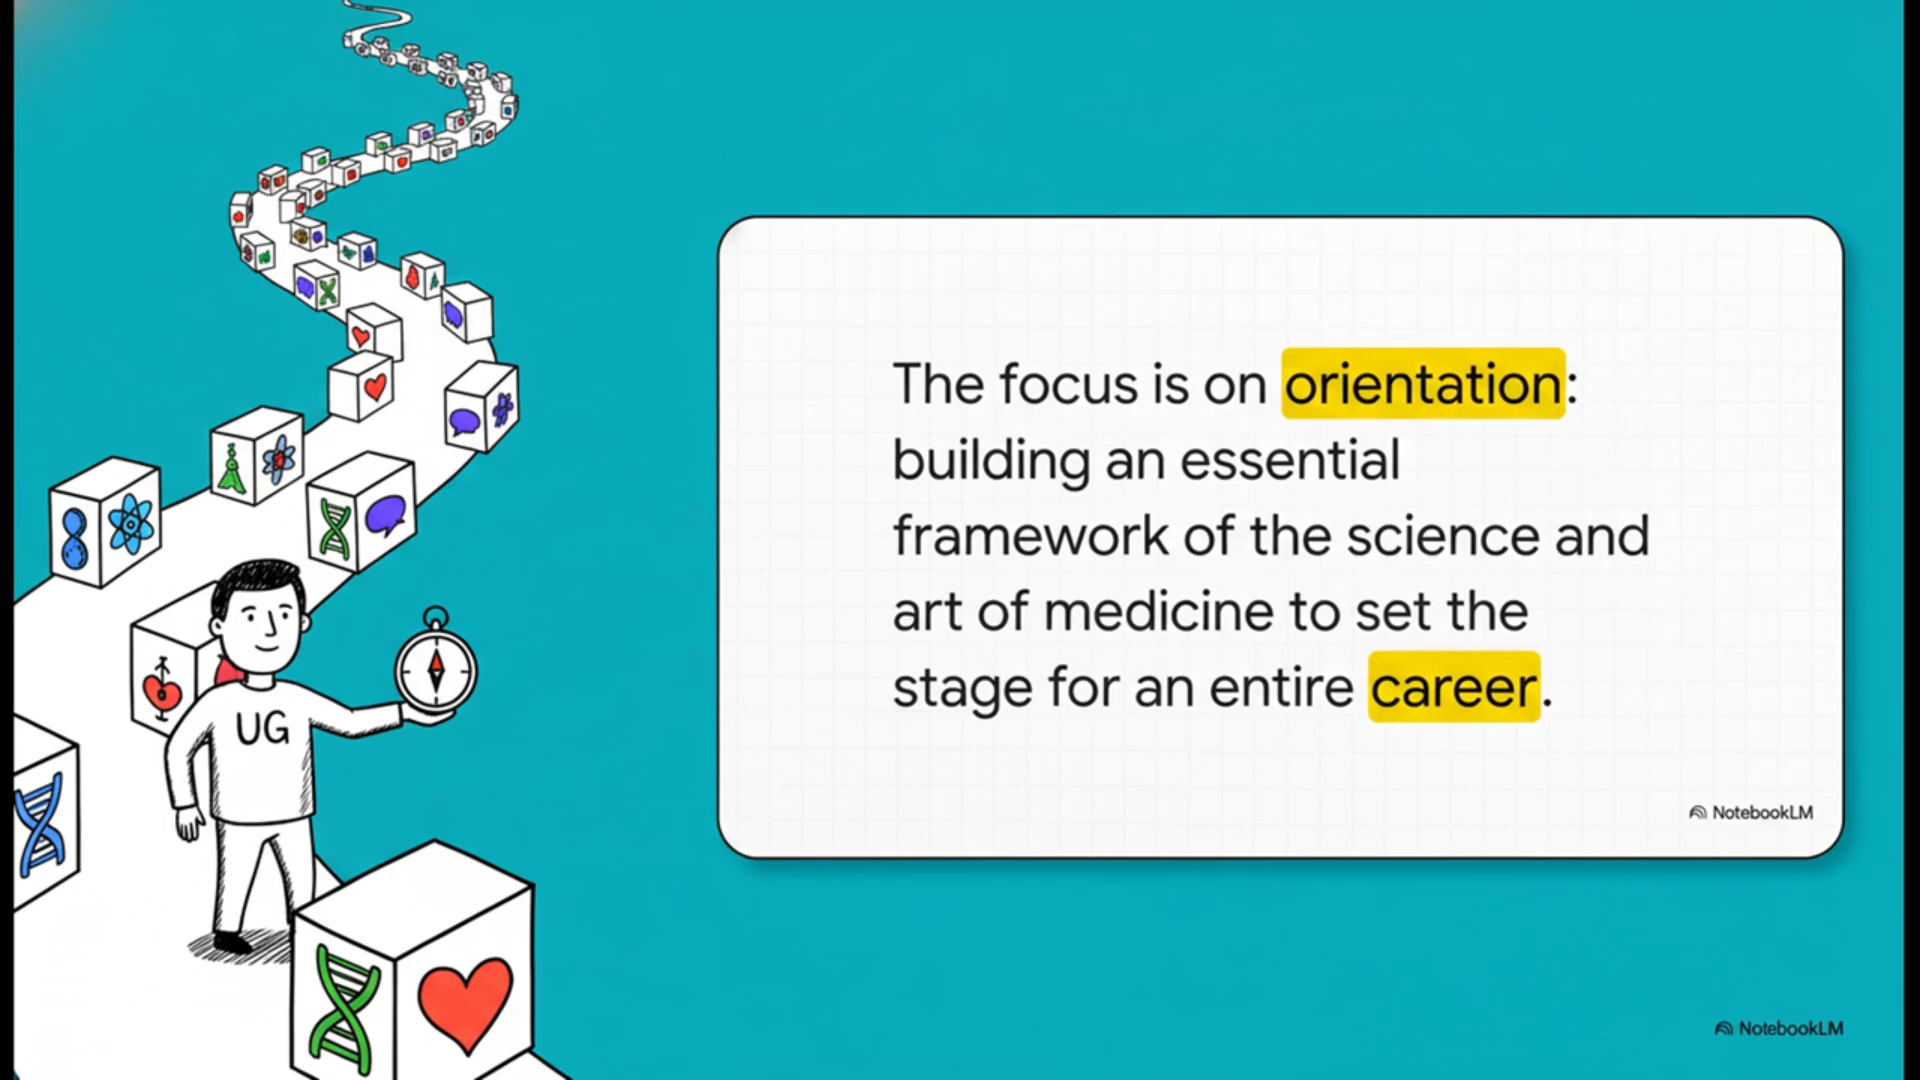 The focus is on orientation:
building an essential
framework of the science and
art of medicine to set the
stage for an entire career.
NotebookLM
UG
NotebookLM